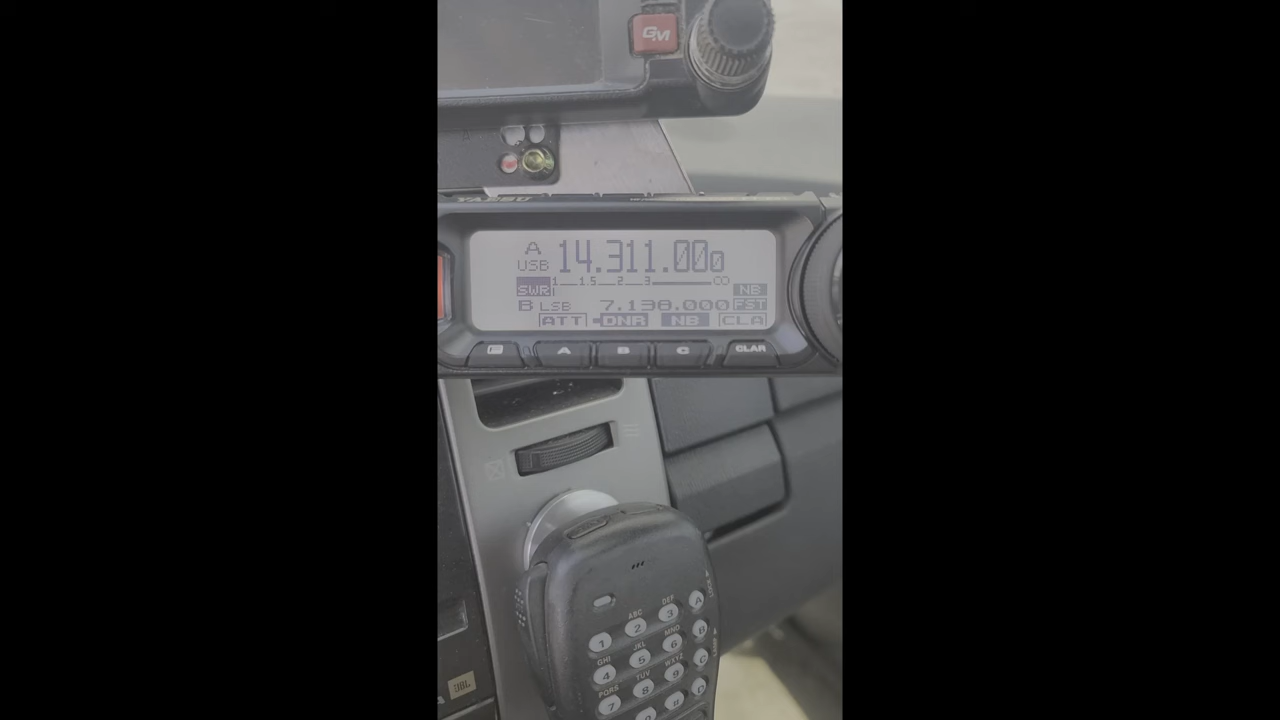 GM
YAESU
A 14.311.000
USB
SWR 1 1.5 2 3 ∞
NB
B LSB 7.138.000 FST
ATT DNR NB CLA
F A B C CLAR
ABC DEF A
1 2 3
GHI JKL MNO B
4 5 6
PQRS TUV WXYZ C
7 8 9
D
JBL